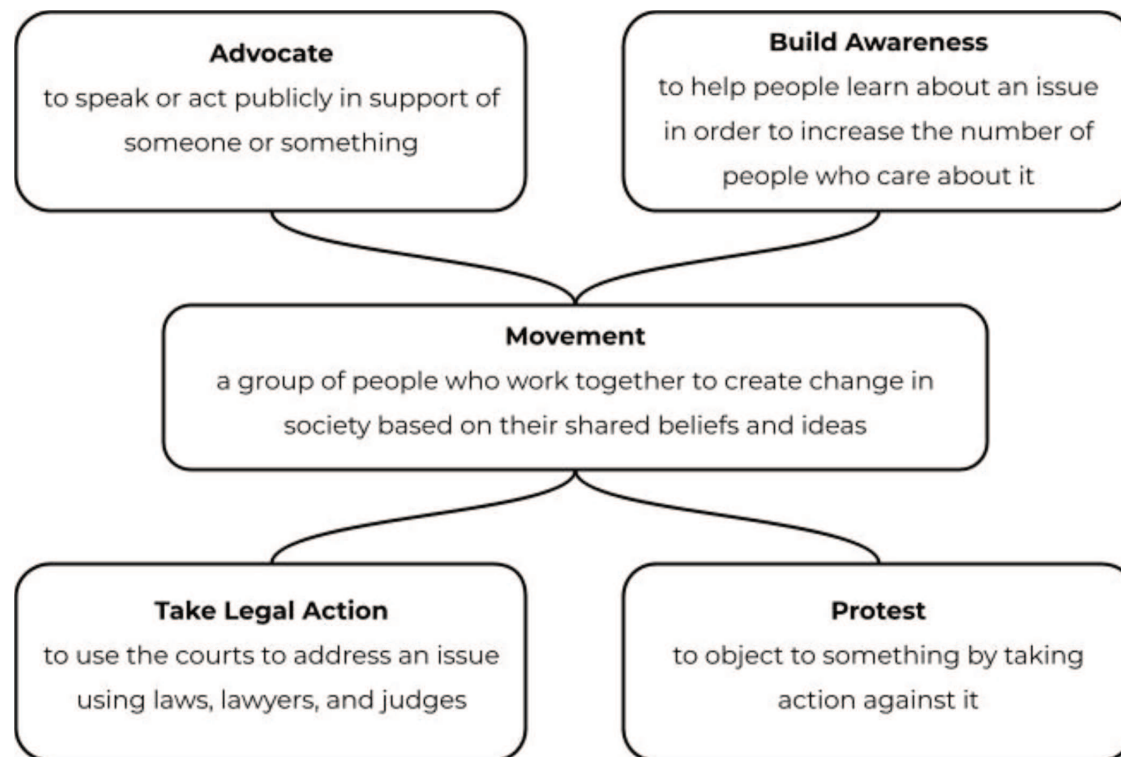 Advocate
to speak or act publicly in support of
someone or something
Build Awareness
to help people learn about an issue
in order to increase the number of
people who care about it
Movement
a group of people who work together to create change in
society based on their shared beliefs and ideas
Take Legal Action
to use the courts to address an issue
using laws, lawyers, and judges
Protest
to object to something by taking
action against it